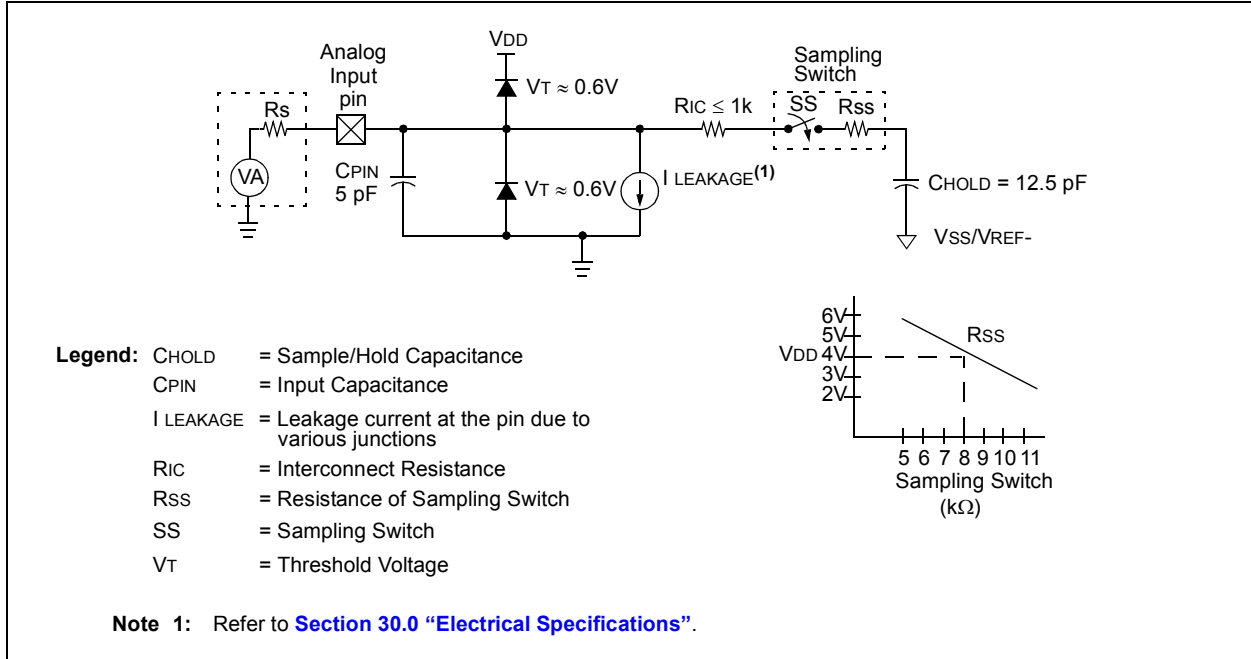 VDD
Sampling
Switch
Analog
Input
pin
VT ≈ 0.6V
Rs
RIC ≤ 1k
SS
Rss
VA
CPIN
5 pF
VT ≈ 0.6V
I LEAKAGE(1)
CHOLD = 12.5 pF
VSS/VREF-
6V
5V
VDD 4V
3V
2V
RSS
5 6 7 8 9 10 11
Sampling Switch
(kΩ)
Legend: CHOLD = Sample/Hold Capacitance
CPIN = Input Capacitance
I LEAKAGE = Leakage current at the pin due to
various junctions
RIC = Interconnect Resistance
RSS = Resistance of Sampling Switch
SS = Sampling Switch
VT = Threshold Voltage
Note 1: Refer to Section 30.0 “Electrical Specifications”.